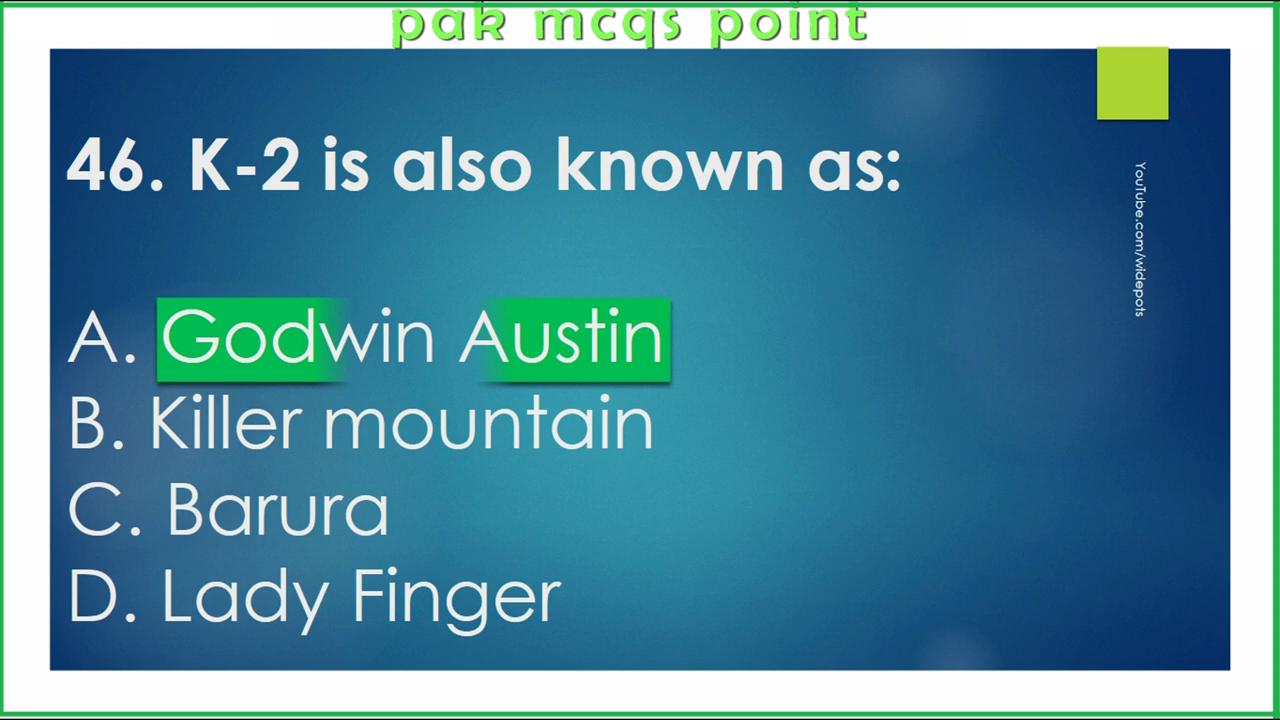 pak mcqs point
46. K-2 is also known as:
A. Godwin Austin
B. Killer mountain
C. Barura
D. Lady Finger
YouTube.com/widepots